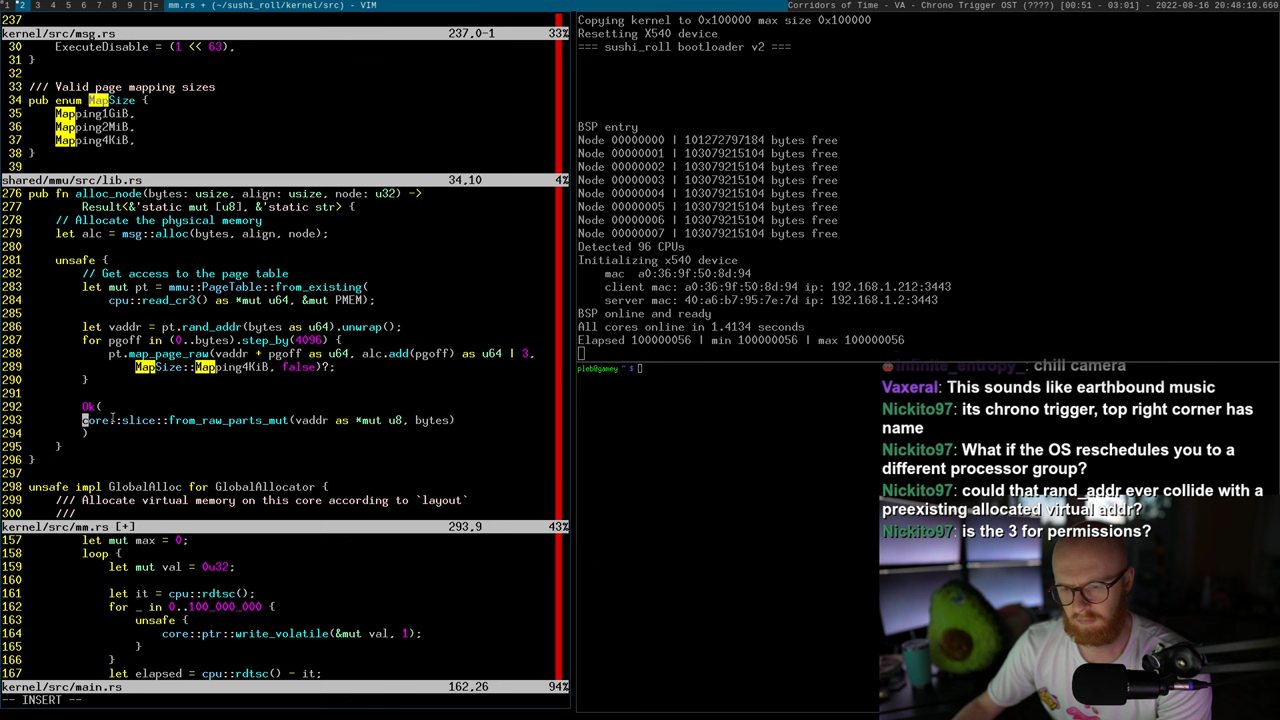 1 *2 3 4 5 6 7 8 9 []= mm.rs + (~/sushi_roll/kernel/src) - VIM
Corridors of Time - VA - Chrono Trigger OST (????) [00:51 - 03:01] - 2022-08-16 20:48:10.660
237
kernel/src/msg.rs 237,0-1 33%
30 ExecuteDisable = (1 << 63),
31 }
32
33 /// Valid page mapping sizes
34 pub enum MapSize {
35 Mapping1GiB,
36 Mapping2MiB,
37 Mapping4KiB,
38 }
39
shared/mmu/src/lib.rs 34,10 4%
276 pub fn alloc_node(bytes: usize, align: usize, node: u32) ->
277 Result<&'static mut [u8], &'static str> {
278 // Allocate the physical memory
279 let alc = msg::alloc(bytes, align, node);
280
281 unsafe {
282 // Get access to the page table
283 let mut pt = mmu::PageTable::from_existing(
284 cpu::read_cr3() as *mut u64, &mut PMEM);
285
286 let vaddr = pt.rand_addr(bytes as u64).unwrap();
287 for pgoff in (0..bytes).step_by(4096) {
288 pt.map_page_raw(vaddr + pgoff as u64, alc.add(pgoff) as u64 | 3,
289 MapSize::Mapping4KiB, false)?;
290 }
291
292 Ok(
293 core::slice::from_raw_parts_mut(vaddr as *mut u8, bytes)
294 )
295 }
296 }
297
298 unsafe impl GlobalAlloc for GlobalAllocator {
299 /// Allocate virtual memory on this core according to `layout`
300 ///
kernel/src/mm.rs [+] 293,9 43%
157 let mut max = 0;
158 loop {
159 let mut val = 0u32;
160
161 let it = cpu::rdtsc();
162 for _ in 0..100_000_000 {
163 unsafe {
164 core::ptr::write_volatile(&mut val, 1);
165 }
166 }
167 let elapsed = cpu::rdtsc() - it;
kernel/src/main.rs 162,26 94%
-- INSERT --
Copying kernel to 0x100000 max size 0x100000
Resetting X540 device
=== sushi_roll bootloader v2 ===
BSP entry
Node 00000000 | 101272797184 bytes free
Node 00000001 | 103079215104 bytes free
Node 00000002 | 103079215104 bytes free
Node 00000003 | 103079215104 bytes free
Node 00000004 | 103079215104 bytes free
Node 00000005 | 103079215104 bytes free
Node 00000006 | 103079215104 bytes free
Node 00000007 | 103079215104 bytes free
Detected 96 CPUs
Initializing x540 device
mac a0:36:9f:50:8d:94
client mac: a0:36:9f:50:8d:94 ip: 192.168.1.212:3443
server mac: 40:a6:b7:95:7e:7d ip: 192.168.1.2:3443
BSP online and ready
All cores online in 1.4134 seconds
Elapsed 100000056 | min 100000056 | max 100000056
pleb@gamey ~ $
infinite_entropy_: chill camera
Vaxeral: This sounds like earthbound music
Nickito97: its chrono trigger, top right corner has
name
Nickito97: What if the OS reschedules you to a
different processor group?
Nickito97: could that rand_addr ever collide with a
preexisting allocated virtual addr?
Nickito97: is the 3 for permissions?